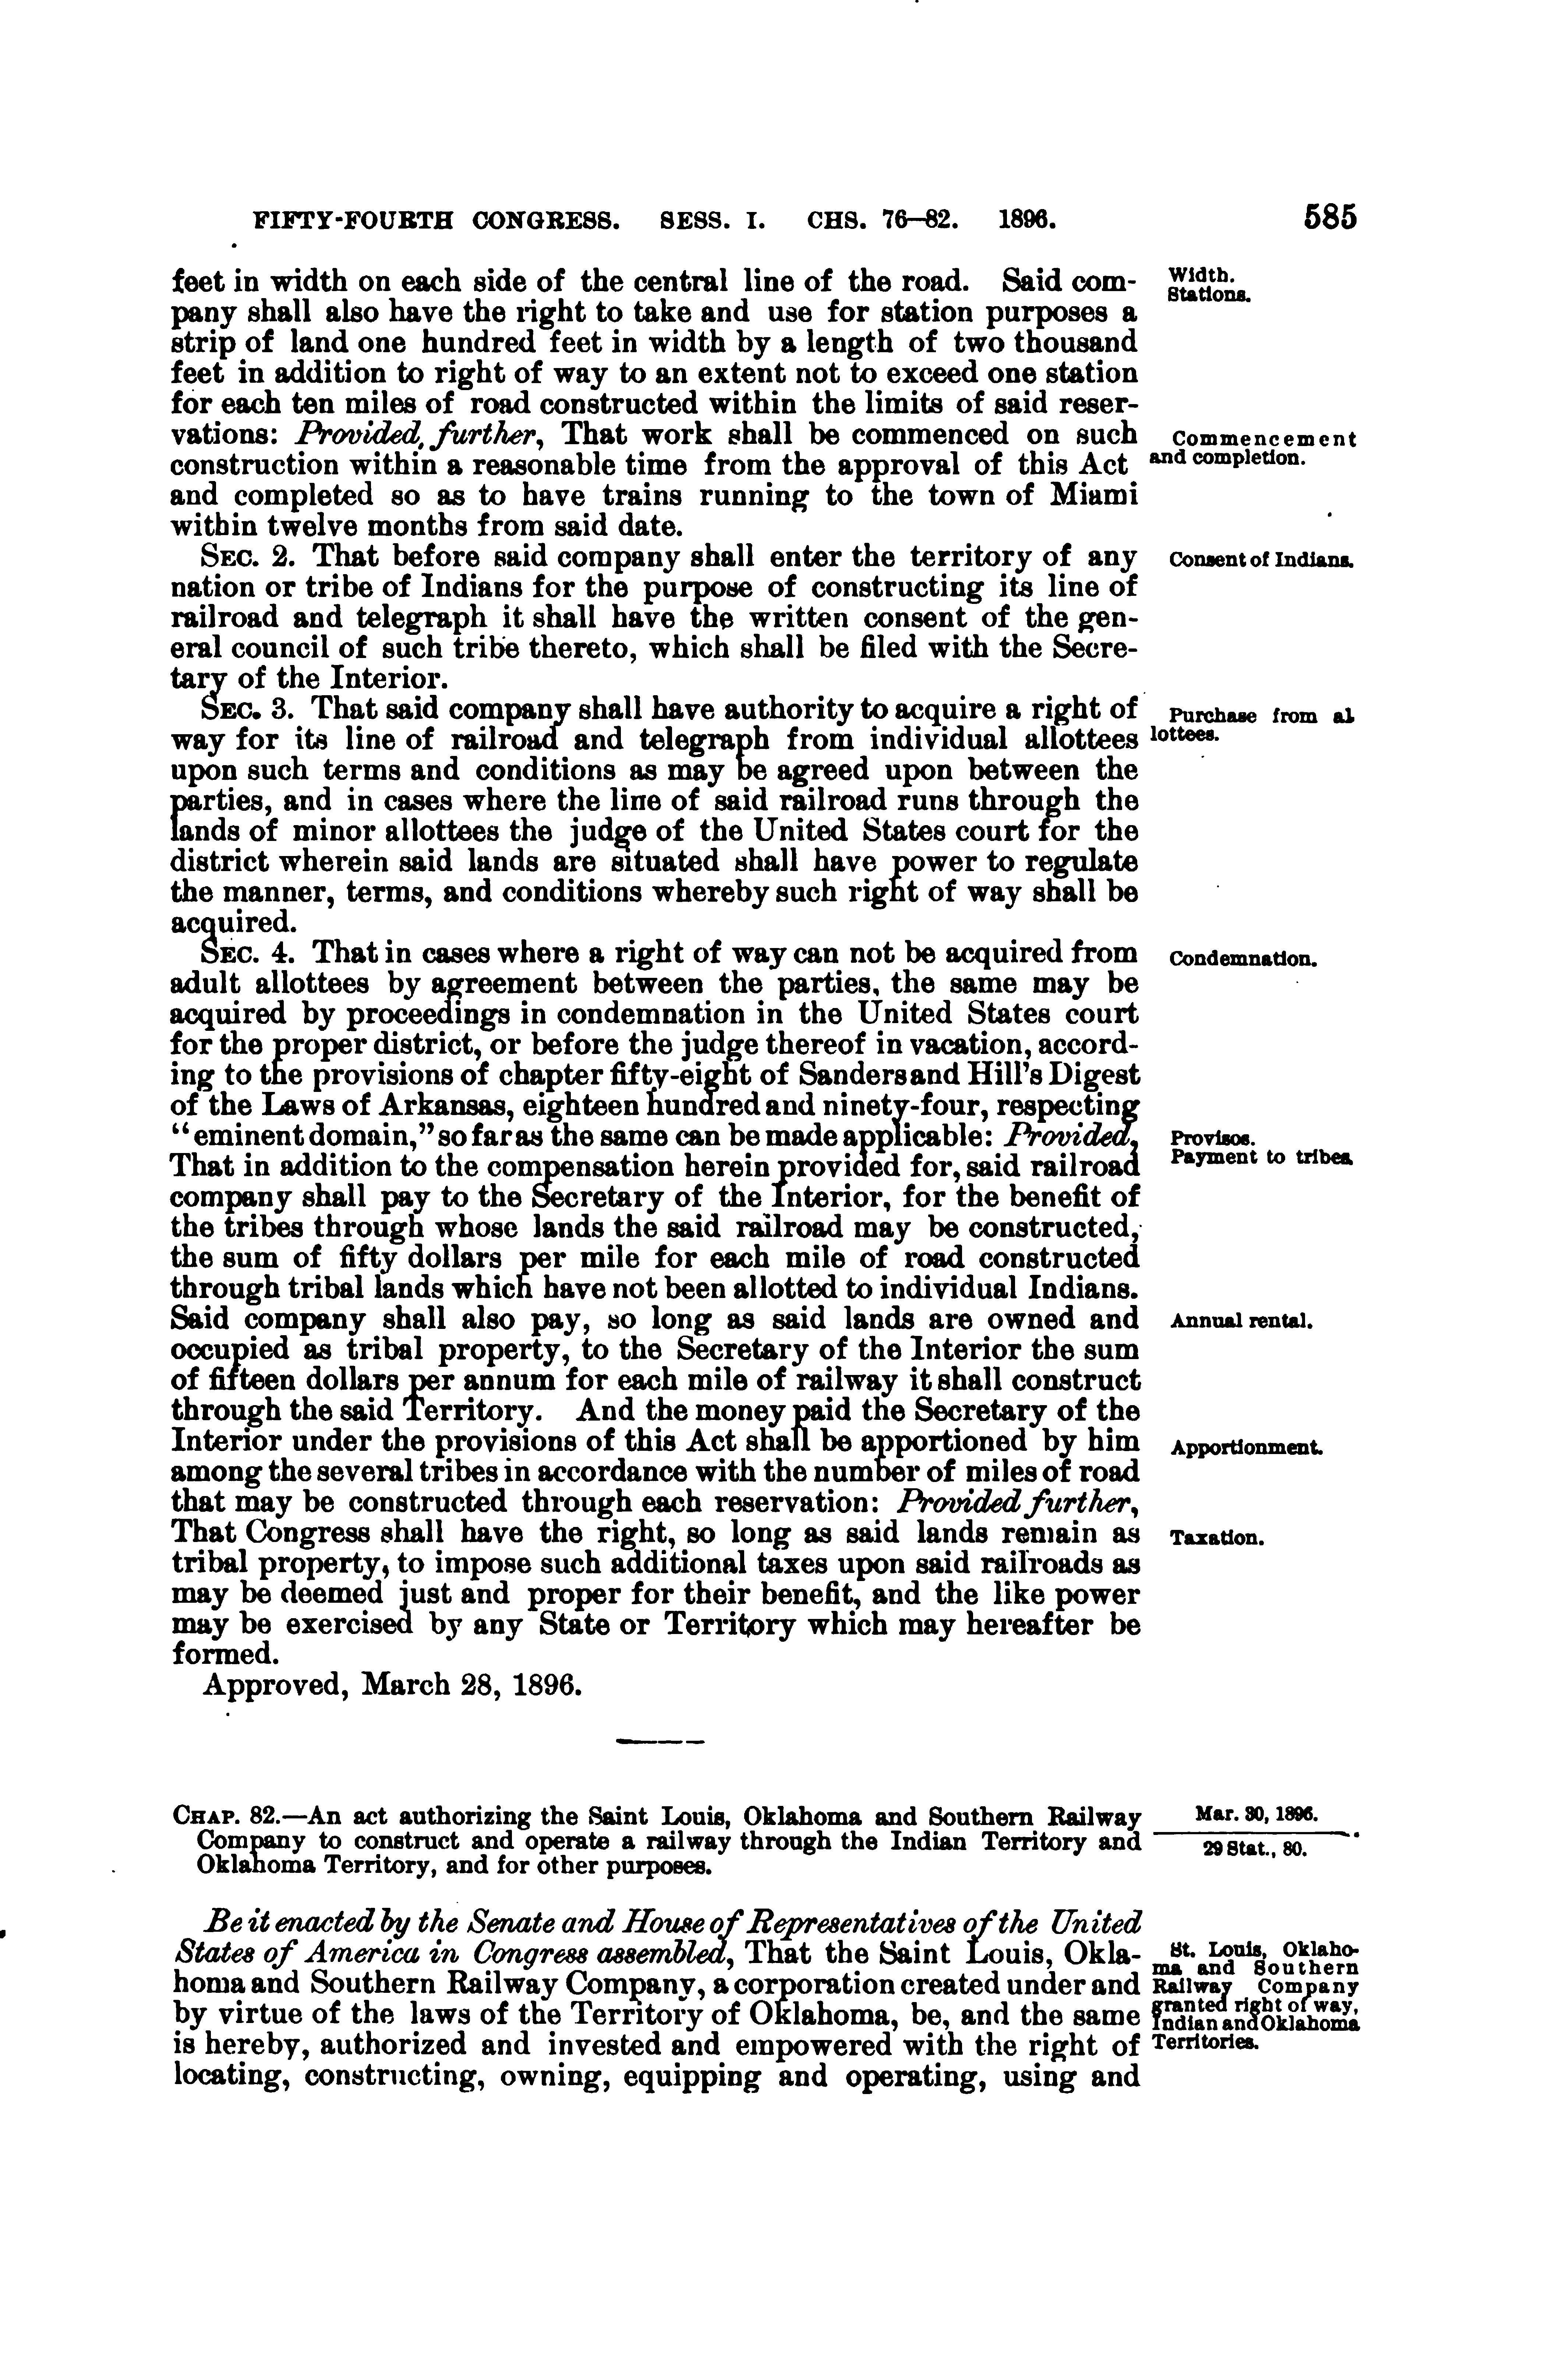 FIFTY-FOURTH CONGRESS. SESS. I. CHS. 76–82. 1896. 585
feet in width on each side of the central line of the road. Said com-
pany shall also have the right to take and use for station purposes a
strip of land one hundred feet in width by a length of two thousand
feet in addition to right of way to an extent not to exceed one station
for each ten miles of road constructed within the limits of said reser-
vations: Provided, further, That work shall be commenced on such
construction within a reasonable time from the approval of this Act
and completed so as to have trains running to the town of Miami
within twelve months from said date.
SEC. 2. That before said company shall enter the territory of any
nation or tribe of Indians for the purpose of constructing its line of
railroad and telegraph it shall have the written consent of the gen-
eral council of such tribe thereto, which shall be filed with the Secre-
tary of the Interior.
SEC. 3. That said company shall have authority to acquire a right of
way for its line of railroad and telegraph from individual allottees
upon such terms and conditions as may be agreed upon between the
parties, and in cases where the line of said railroad runs through the
lands of minor allottees the judge of the United States court for the
district wherein said lands are situated shall have power to regulate
the manner, terms, and conditions whereby such right of way shall be
acquired.
SEC. 4. That in cases where a right of way can not be acquired from
adult allottees by agreement between the parties, the same may be
acquired by proceedings in condemnation in the United States court
for the proper district, or before the judge thereof in vacation, accord-
ing to the provisions of chapter fifty-eight of Sanders and Hill's Digest
of the Laws of Arkansas, eighteen hundred and ninety-four, respecting
"eminent domain," so far as the same can be made applicable: Provided,
That in addition to the compensation herein provided for, said railroad
company shall pay to the Secretary of the Interior, for the benefit of
the tribes through whose lands the said railroad may be constructed,
the sum of fifty dollars per mile for each mile of road constructed
through tribal lands which have not been allotted to individual Indians.
Said company shall also pay, so long as said lands are owned and
occupied as tribal property, to the Secretary of the Interior the sum
of fifteen dollars per annum for each mile of railway it shall construct
through the said Territory. And the money paid the Secretary of the
Interior under the provisions of this Act shall be apportioned by him
among the several tribes in accordance with the number of miles of road
that may be constructed through each reservation: Provided further,
That Congress shall have the right, so long as said lands remain as
tribal property, to impose such additional taxes upon said railroads as
may be deemed just and proper for their benefit, and the like power
may be exercised by any State or Territory which may hereafter be
formed.
Approved, March 28, 1896.
CHAP. 82.—An act authorizing the Saint Louis, Oklahoma and Southern Railway
Company to construct and operate a railway through the Indian Territory and
Oklahoma Territory, and for other purposes.
Be it enacted by the Senate and House of Representatives of the United
States of America in Congress assembled, That the Saint Louis, Okla-
homa and Southern Railway Company, a corporation created under and
by virtue of the laws of the Territory of Oklahoma, be, and the same
is hereby, authorized and invested and empowered with the right of
locating, constructing, owning, equipping and operating, using and
Width.
Stations.
Commencement
and completion.
Consent of Indians.
Purchase from al
lottees.
Condemnation.
Provisos.
Payment to tribes.
Annual rental.
Apportionment.
Taxation.
Mar. 30, 1896.
29 Stat., 80.
St. Louis, Oklaho-
ma and Southern
Railway Company
granted right of way,
Indian and Oklahoma
Territories.